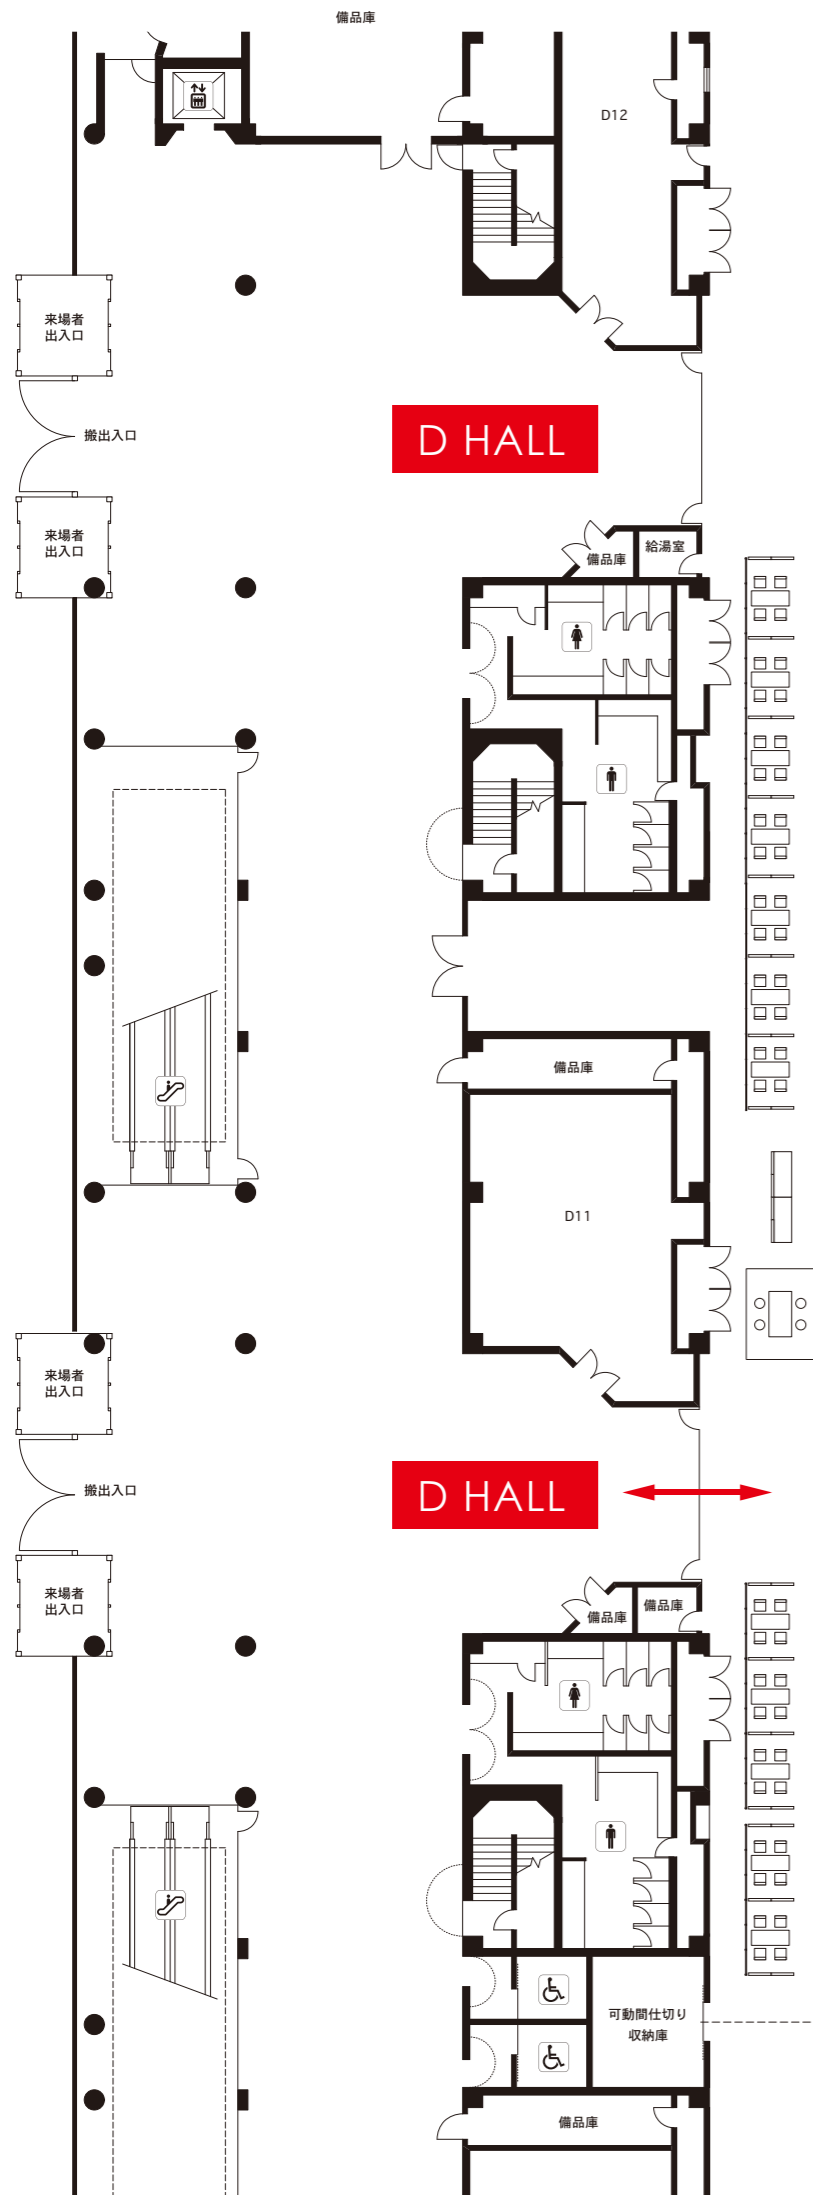 備品庫
D12
来場者
出入口
搬出入口
D HALL
来場者
出入口
備品庫
給湯室
備品庫
D11
来場者
出入口
搬出入口
D HALL
来場者
出入口
備品庫
備品庫
可動間仕切り
収納庫
備品庫